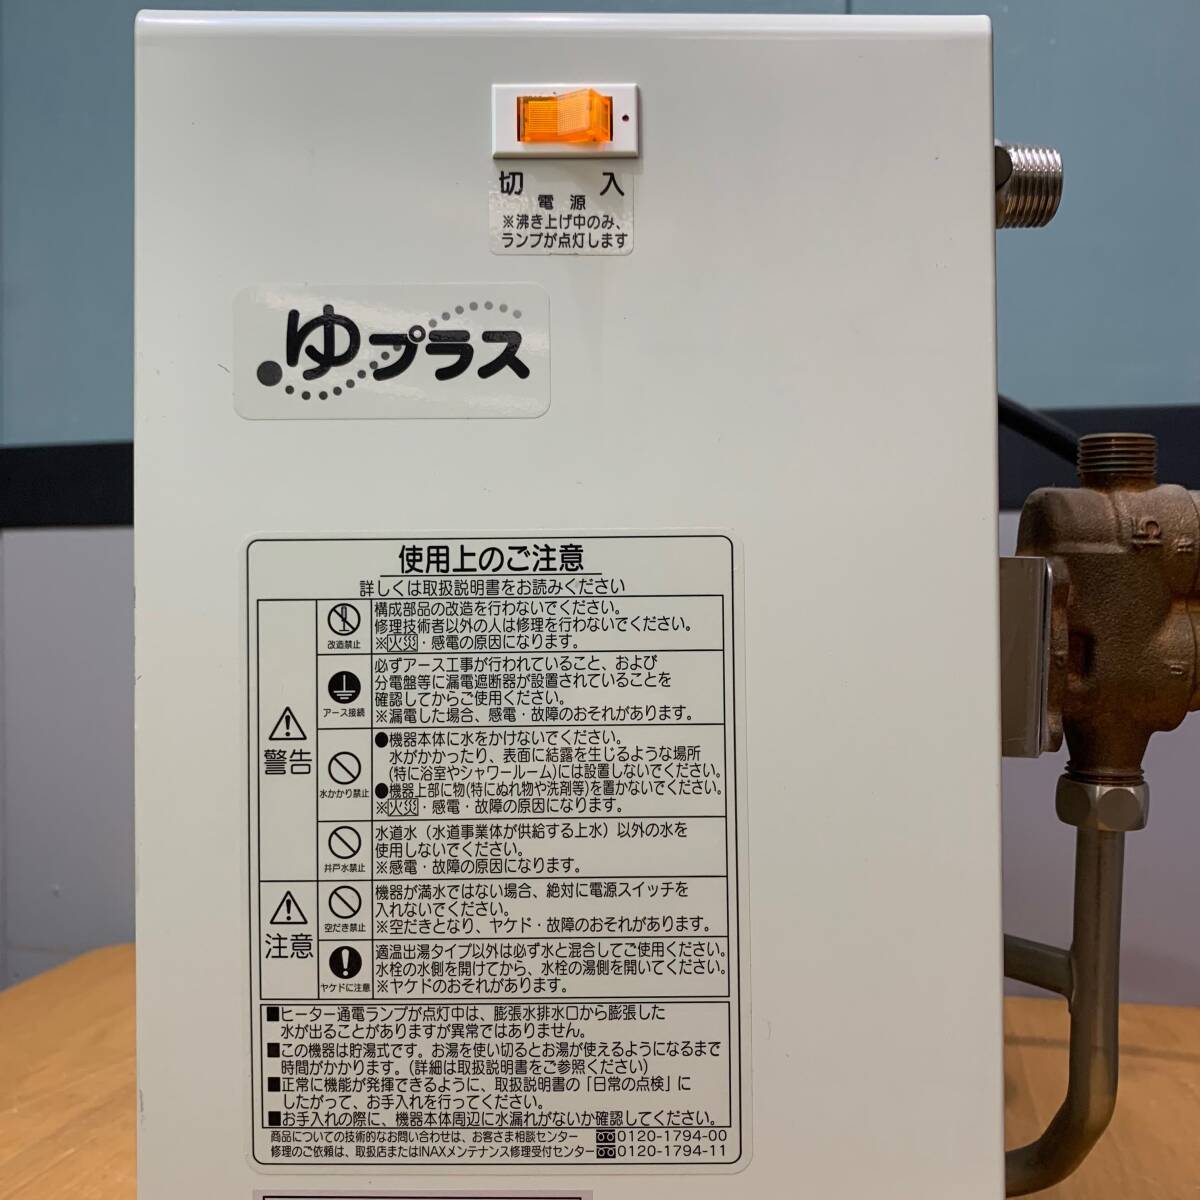 切 入
電源
※沸き上げ中のみ、
ランプが点灯します
ゆプラス
使用上のご注意
詳しくは取扱説明書をお読みください
警告
改造禁止
構成部品の改造を行わないでください。
修理技術者以外の人は修理を行わないでください。
※火災・感電の原因になります。
アース接続
必ずアース工事が行われていること、および
分電盤等に漏電遮断器が設置されていることを
確認してからご使用ください。
※漏電した場合、感電・故障のおそれがあります。
水かかり禁止
●機器本体に水をかけないでください。
水がかかったり、表面に結露を生じるような場所
(特に浴室やシャワールーム)には設置しないでください。
●機器上部に物(特にぬれ物や洗剤等)を置かないでください。
※火災・感電・故障の原因になります。
井戸水禁止
水道水（水道事業体が供給する上水）以外の水を
使用しないでください。
※感電・故障の原因になります。
注意
空だき禁止
機器が満水ではない場合、絶対に電源スイッチを
入れないでください。
※空だきとなり、ヤケド・故障のおそれがあります。
ヤケドに注意
適温出湯タイプ以外は必ず水と混合してご使用ください。
水栓の水側を開けてから、水栓の湯側を開いてください。
※ヤケドのおそれがあります。
■ヒーター通電ランプが点灯中は、膨張水排水口から膨張した
水が出ることがありますが異常ではありません。
■この機器は貯湯式です。お湯を使い切るとお湯が使えるようになるまで
時間がかかります。(詳細は取扱説明書をご参照ください)
■正常に機能が発揮できるように、取扱説明書の「日常の点検」に
したがって、お手入れを行ってください。
■お手入れの際に、機器本体周辺に水漏れがないか確認してください。
商品についての技術的なお問い合わせは、お客さま相談センター 0120-1794-00
修理のご依頼は、取扱店またはINAXメンテナンス修理受付センター 0120-1794-11
15